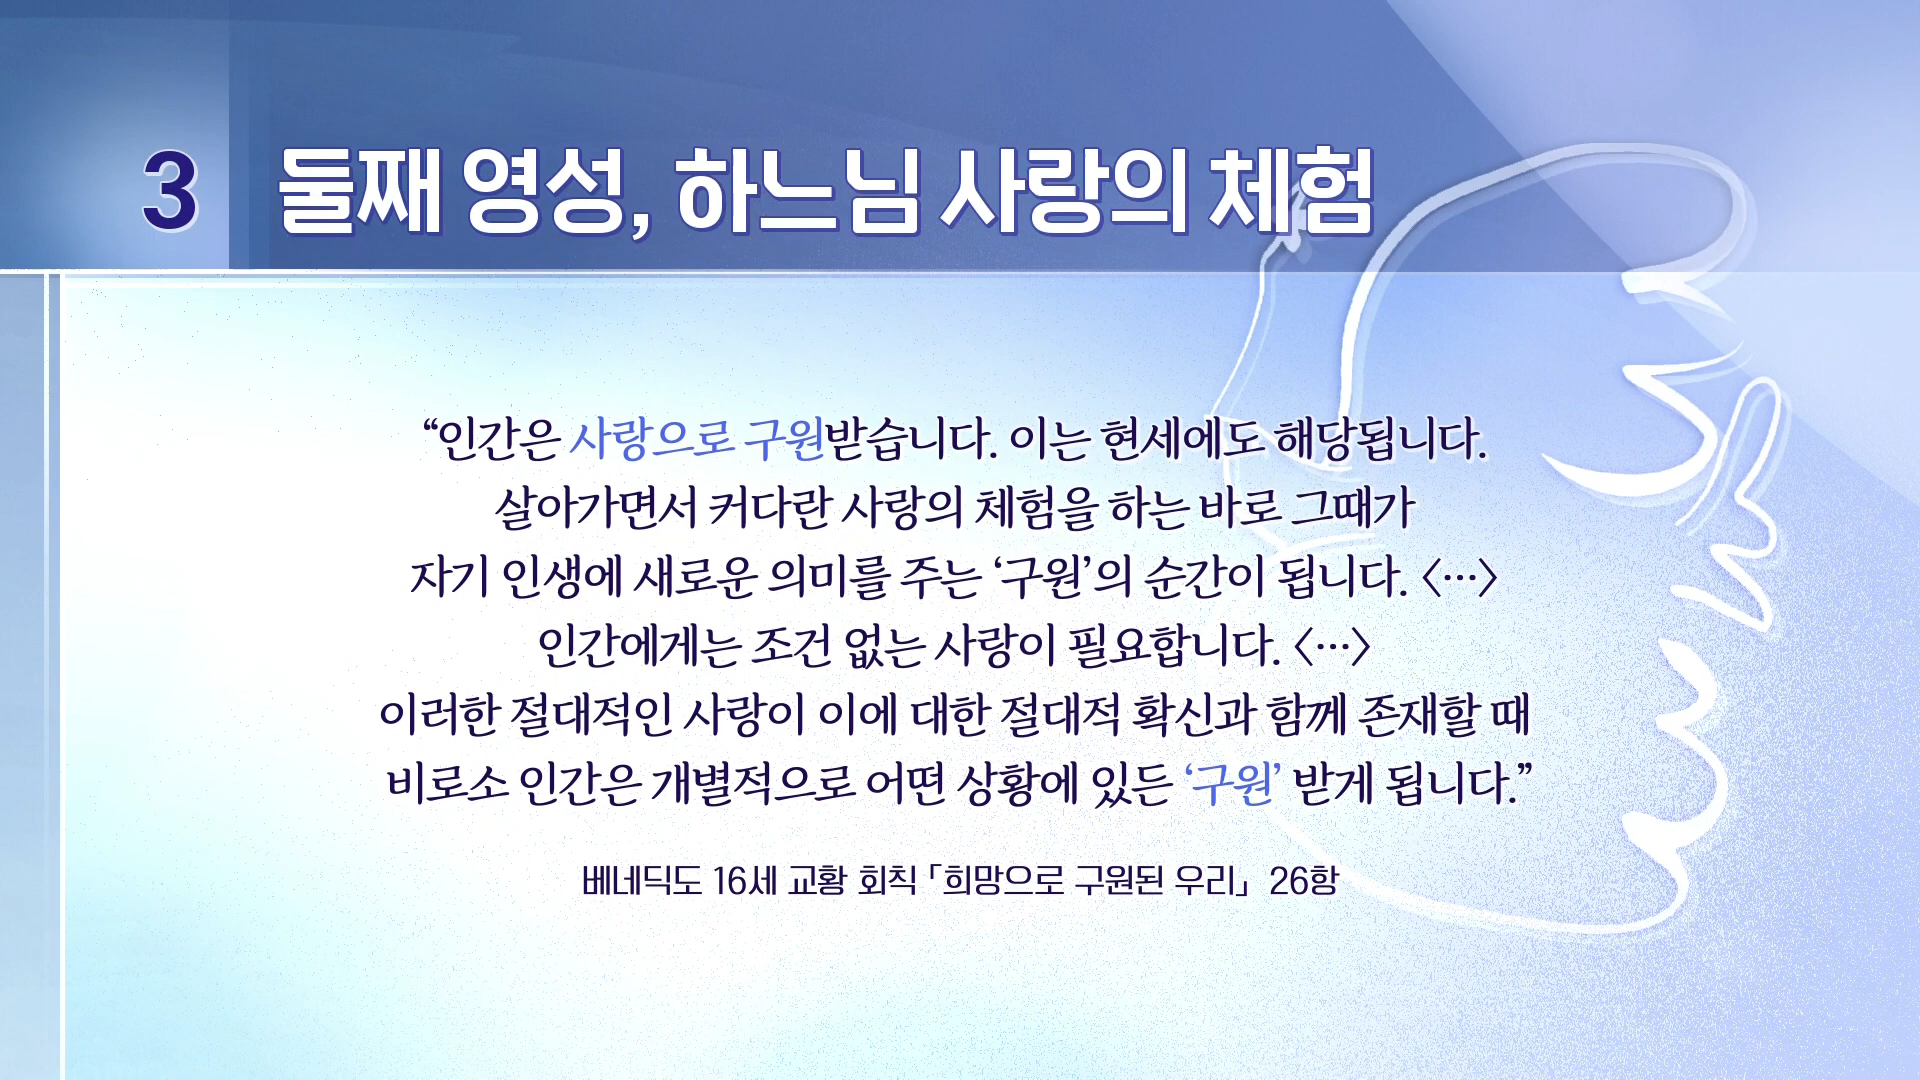 3 둘째 영성, 하느님 사랑의 체험
“인간은 사랑으로 구원받습니다. 이는 현세에도 해당됩니다.
살아가면서 커다란 사랑의 체험을 하는 바로 그때가
자기 인생에 새로운 의미를 주는 ‘구원’의 순간이 됩니다. 〈…〉
인간에게는 조건 없는 사랑이 필요합니다. 〈…〉
이러한 절대적인 사랑이 이에 대한 절대적 확신과 함께 존재할 때
비로소 인간은 개별적으로 어떤 상황에 있든 ‘구원’ 받게 됩니다.”
베네딕도 16세 교황 회칙 「희망으로 구원된 우리」 26항